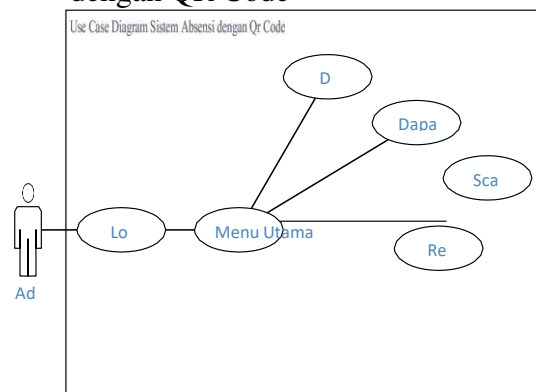 dengan QR Code
Use Case Diagram Sistem Absensi dengan Qr Code
D
Dapa
Sca
Lo
Menu Utama
Re
Ad